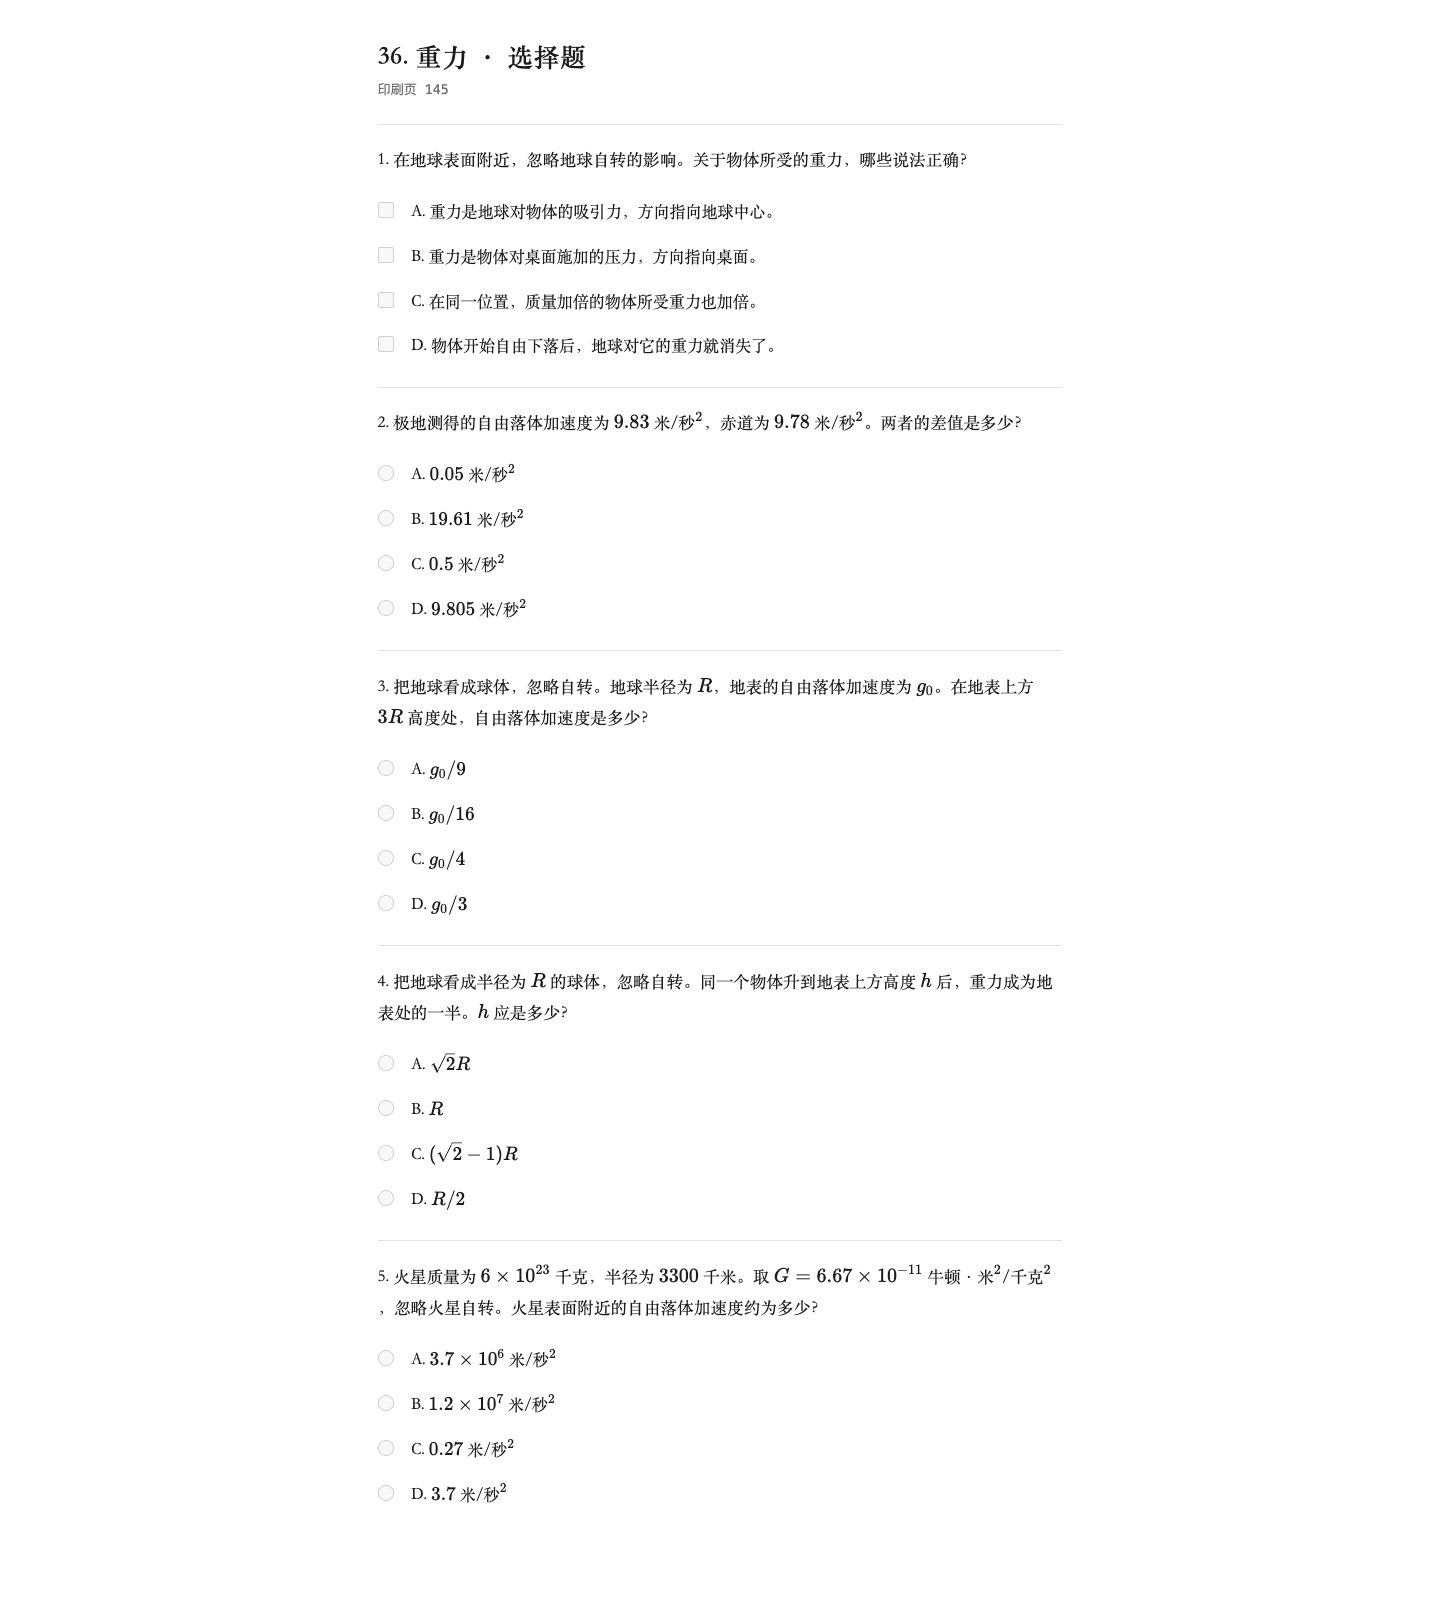 36. 重力 · 选择题
印刷页 145
1. 在地球表面附近，忽略地球自转的影响。关于物体所受的重力，哪些说法正确？
A. 重力是地球对物体的吸引力，方向指向地球中心。
B. 重力是物体对桌面施加的压力，方向指向桌面。
C. 在同一位置，质量加倍的物体所受重力也加倍。
D. 物体开始自由下落后，地球对它的重力就消失了。
2. 极地测得的自由落体加速度为 9.83 米/秒²，赤道为 9.78 米/秒²。两者的差值是多少？
A. 0.05 米/秒²
B. 19.61 米/秒²
C. 0.5 米/秒²
D. 9.805 米/秒²
3. 把地球看成球体，忽略自转。地球半径为 R，地表的自由落体加速度为 g₀。在地表上方
3R 高度处，自由落体加速度是多少？
A. g₀/9
B. g₀/16
C. g₀/4
D. g₀/3
4. 把地球看成半径为 R 的球体，忽略自转。同一个物体升到地表上方高度 h 后，重力成为地
表处的一半。h 应是多少？
A. √2R
B. R
C. (√2 − 1)R
D. R/2
5. 火星质量为 6 × 10²³ 千克，半径为 3300 千米。取 G = 6.67 × 10⁻¹¹ 牛顿 · 米²/千克²
，忽略火星自转。火星表面附近的自由落体加速度约为多少？
A. 3.7 × 10⁶ 米/秒²
B. 1.2 × 10⁷ 米/秒²
C. 0.27 米/秒²
D. 3.7 米/秒²